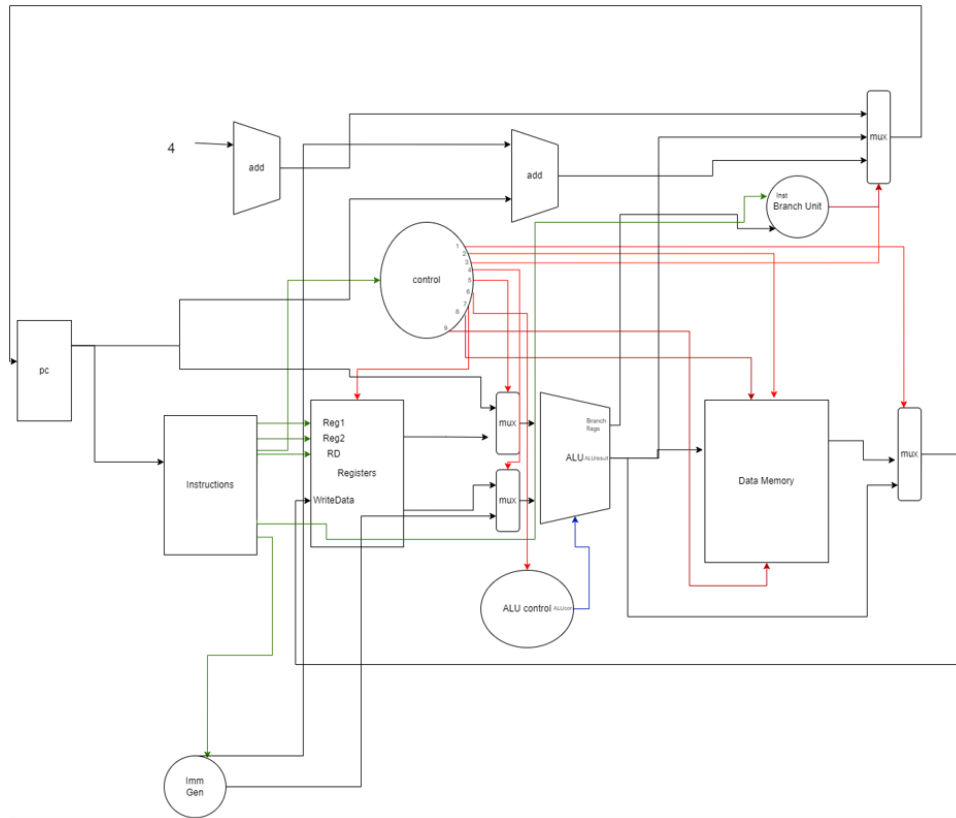 4
add
add
mux
Inst
Branch Unit
control
1
2
3
4
5
6
7
8
9
pc
Reg1
Reg2
RD
Registers
WriteData
Instructions
mux
mux
Branch
flags
ALU
ALUresult
Data Memory
mux
ALU control
ALUcon
Imm
Gen